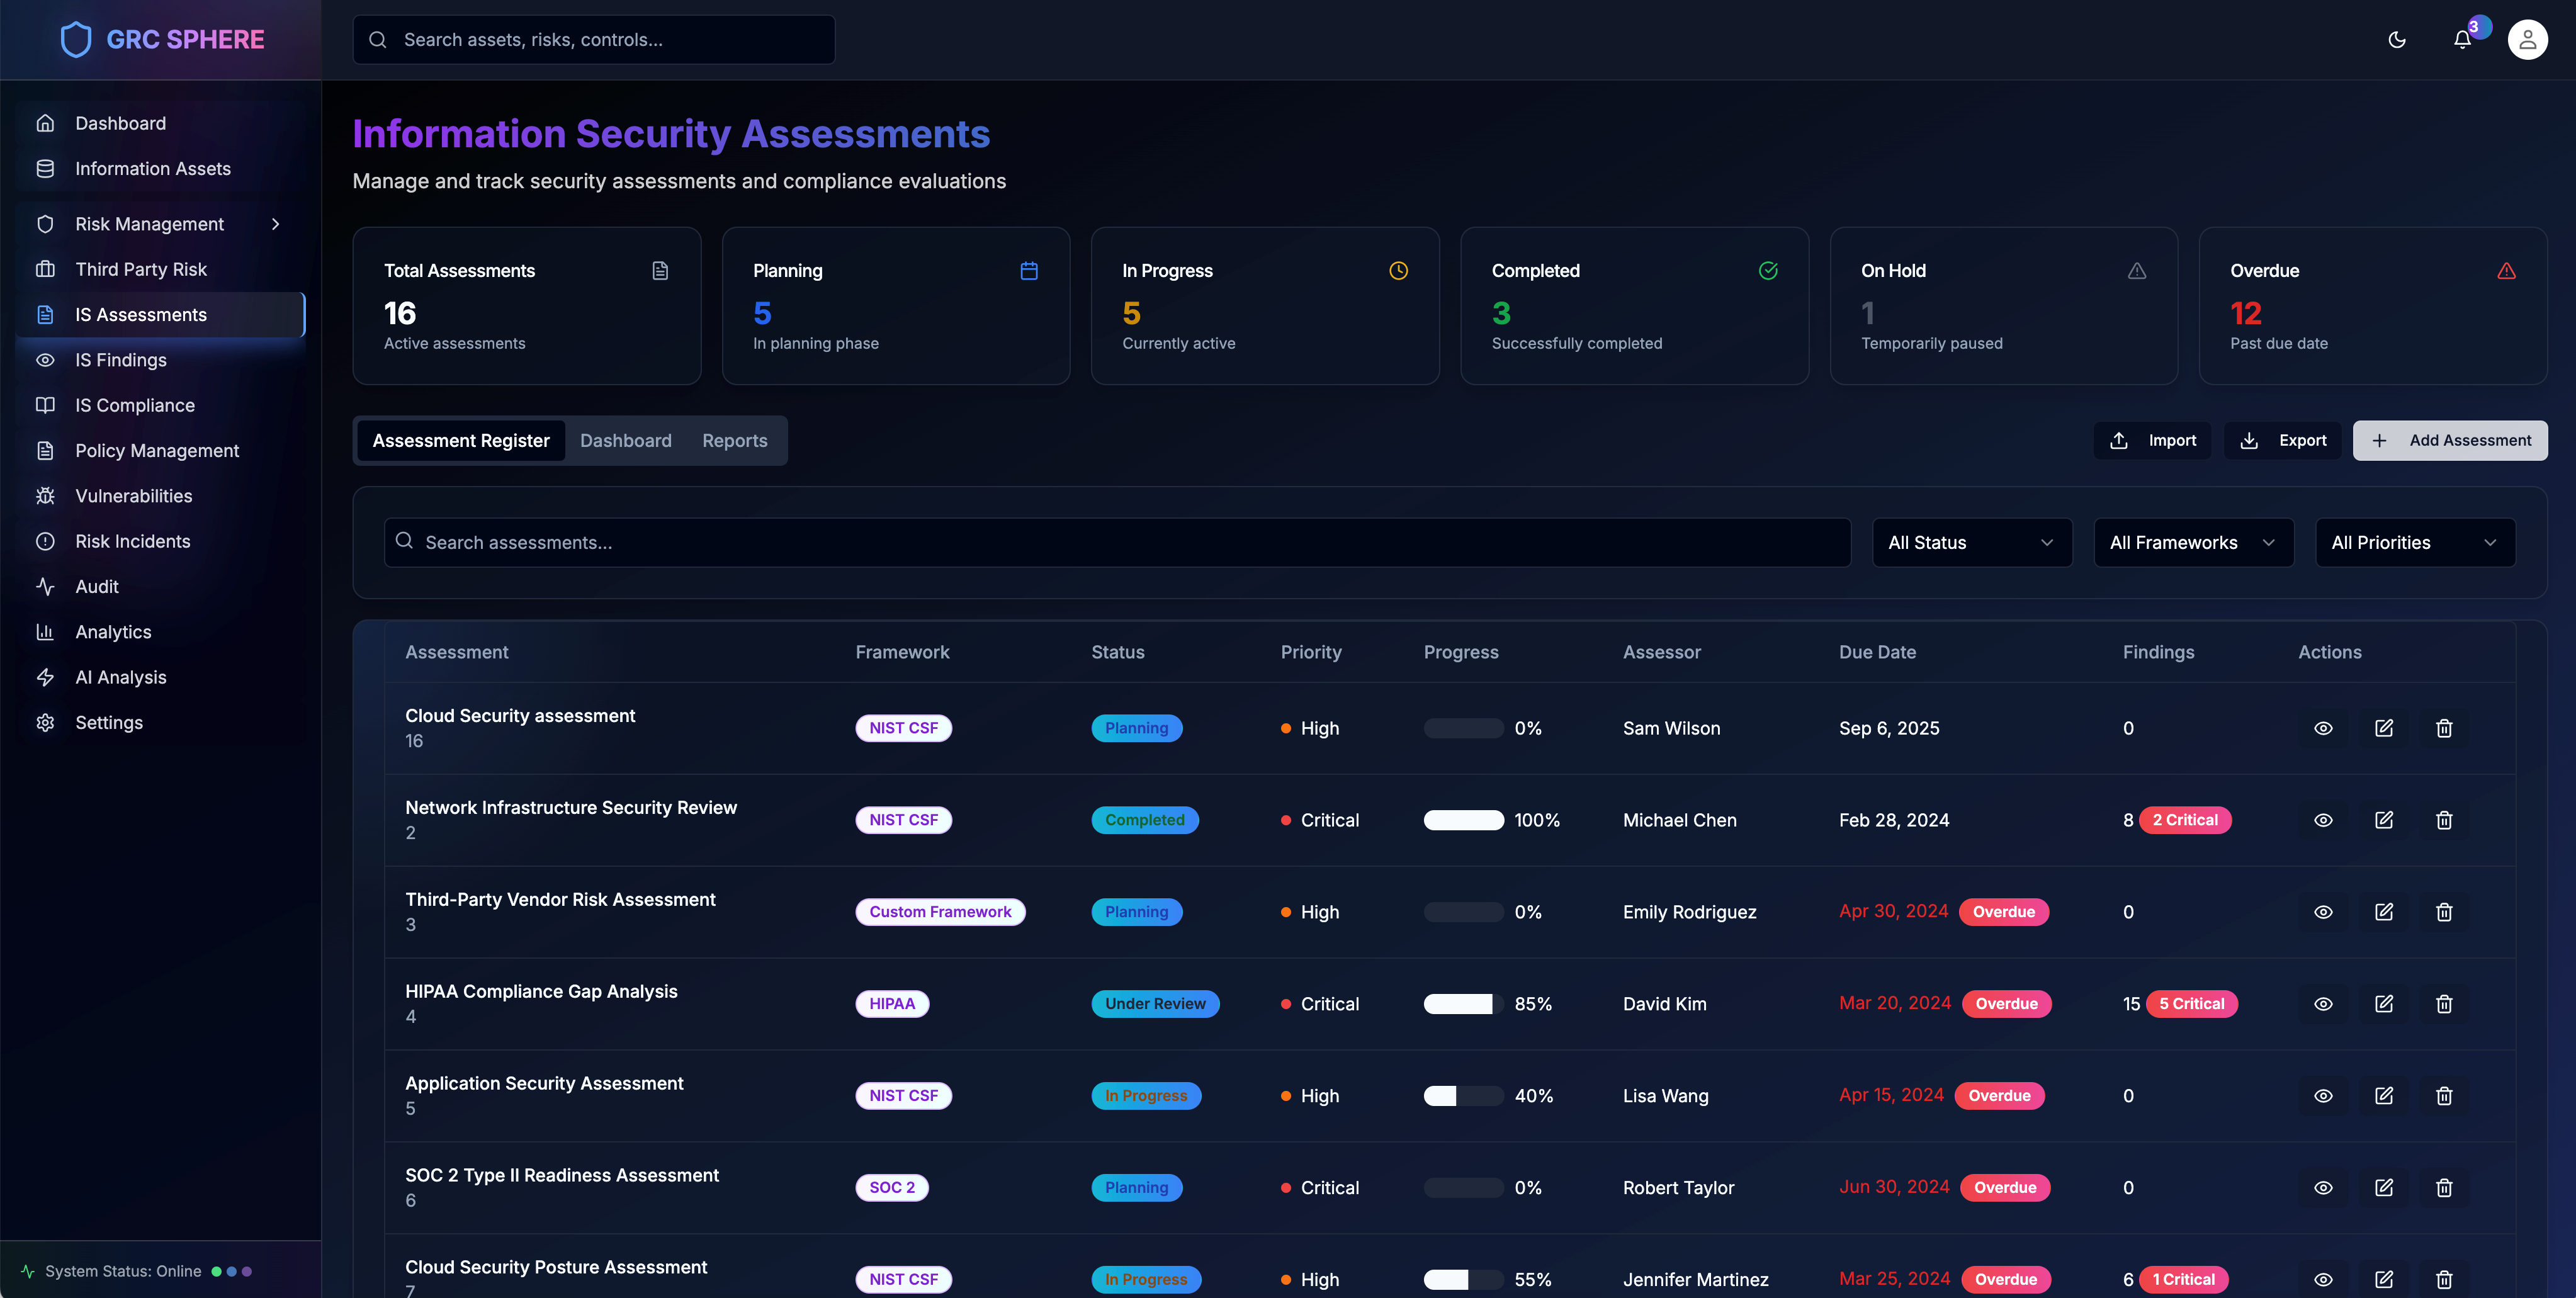 GRC SPHERE
Search assets, risks, controls...
3
Dashboard
Information Assets
Risk Management
Third Party Risk
IS Assessments
IS Findings
IS Compliance
Policy Management
Vulnerabilities
Risk Incidents
Audit
Analytics
AI Analysis
Settings
System Status: Online
Information Security Assessments
Manage and track security assessments and compliance evaluations
Total Assessments
16
Active assessments
Planning
5
In planning phase
In Progress
5
Currently active
Completed
3
Successfully completed
On Hold
1
Temporarily paused
Overdue
12
Past due date
Assessment Register Dashboard Reports
Import Export Add Assessment
Search assessments... All Status All Frameworks All Priorities
Assessment Framework Status Priority Progress Assessor Due Date Findings Actions
Cloud Security assessment
16
NIST CSF Planning High 0% Sam Wilson Sep 6, 2025 0
Network Infrastructure Security Review
2
NIST CSF Completed Critical 100% Michael Chen Feb 28, 2024 8 2 Critical
Third-Party Vendor Risk Assessment
3
Custom Framework Planning High 0% Emily Rodriguez Apr 30, 2024 Overdue 0
HIPAA Compliance Gap Analysis
4
HIPAA Under Review Critical 85% David Kim Mar 20, 2024 Overdue 15 5 Critical
Application Security Assessment
5
NIST CSF In Progress High 40% Lisa Wang Apr 15, 2024 Overdue 0
SOC 2 Type II Readiness Assessment
6
SOC 2 Planning Critical 0% Robert Taylor Jun 30, 2024 Overdue 0
Cloud Security Posture Assessment
7
NIST CSF In Progress High 55% Jennifer Martinez Mar 25, 2024 Overdue 6 1 Critical